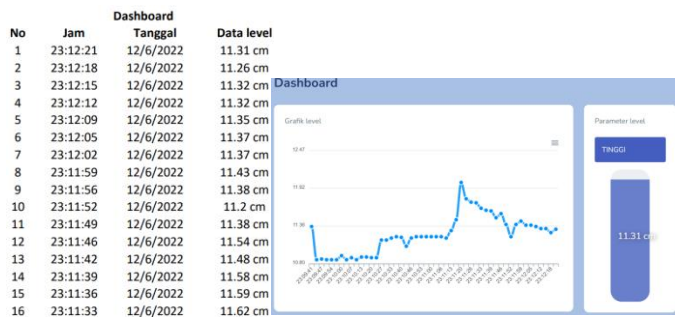 Dashboard
No Jam Tanggal Data level
1 23:12:21 12/6/2022 11.31 cm
2 23:12:18 12/6/2022 11.26 cm
3 23:12:15 12/6/2022 11.32 cm
4 23:12:12 12/6/2022 11.32 cm
5 23:12:09 12/6/2022 11.35 cm
6 23:12:05 12/6/2022 11.37 cm
7 23:12:02 12/6/2022 11.37 cm
8 23:11:59 12/6/2022 11.43 cm
9 23:11:56 12/6/2022 11.38 cm
10 23:11:52 12/6/2022 11.2 cm
11 23:11:49 12/6/2022 11.38 cm
12 23:11:46 12/6/2022 11.54 cm
13 23:11:42 12/6/2022 11.48 cm
14 23:11:39 12/6/2022 11.58 cm
15 23:11:36 12/6/2022 11.59 cm
16 23:11:33 12/6/2022 11.62 cm
Dashboard
Grafik level
12.47
11.92
11.36
10.80
Parameter level
TINGGI
11.31 cm